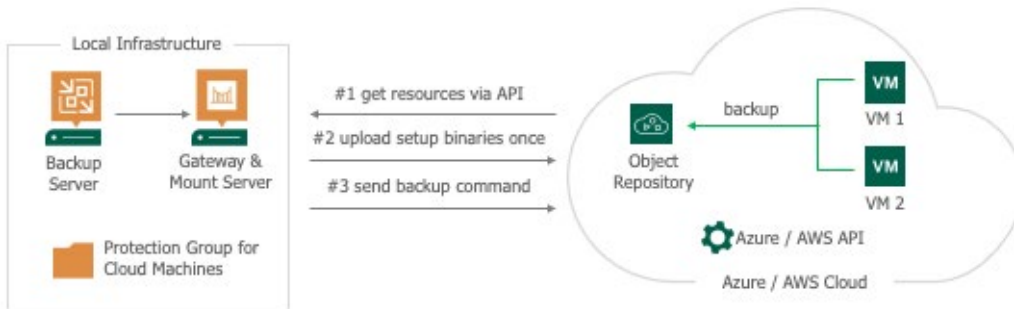 Local Infrastructure
Backup
Server
Gateway &
Mount Server
Protection Group for
Cloud Machines
#1 get resources via API
#2 upload setup binaries once
#3 send backup command
Object
Repository
backup
VM
VM 1
VM
VM 2
Azure / AWS API
Azure / AWS Cloud